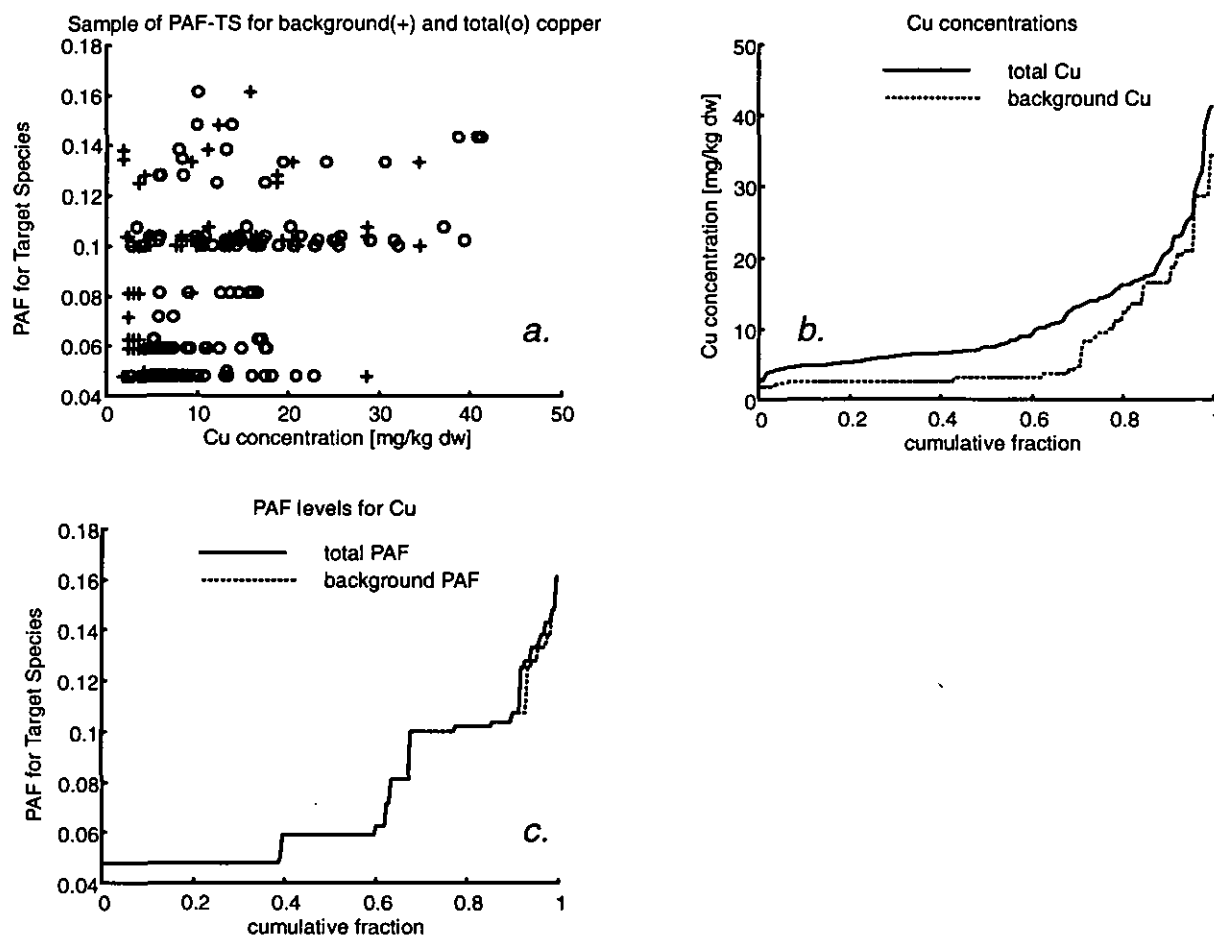 Sample of PAF-TS for background(+) and total(o) copper
0.18
0.16
0.14
0.12
0.1
0.08
0.06
0.04
PAF for Target Species
a.
0 10 20 30 40 50
Cu concentration [mg/kg dw]
Cu concentrations
50
40
30
20
10
0
Cu concentration [mg/kg dw]
total Cu
background Cu
b.
0 0.2 0.4 0.6 0.8 1
cumulative fraction
PAF levels for Cu
0.18
0.16
0.14
0.12
0.1
0.08
0.06
0.04
PAF for Target Species
total PAF
background PAF
c.
0 0.2 0.4 0.6 0.8 1
cumulative fraction